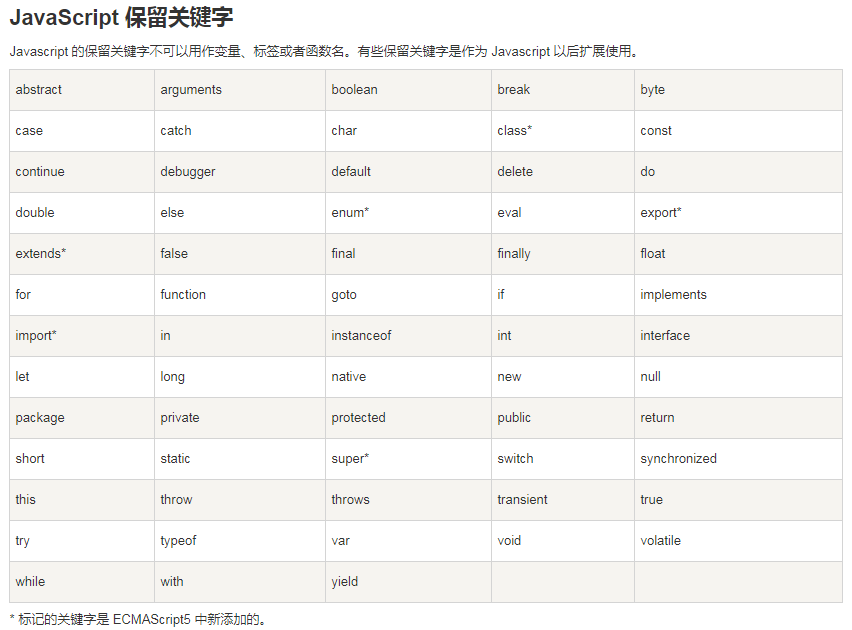 JavaScript 保留关键字
Javascript 的保留关键字不可以用作变量、标签或者函数名。有些保留关键字是作为 Javascript 以后扩展使用。
abstract arguments boolean break byte
case catch char class* const
continue debugger default delete do
double else enum* eval export*
extends* false final finally float
for function goto if implements
import* in instanceof int interface
let long native new null
package private protected public return
short static super* switch synchronized
this throw throws transient true
try typeof var void volatile
while with yield
* 标记的关键字是 ECMAScript5 中新添加的。